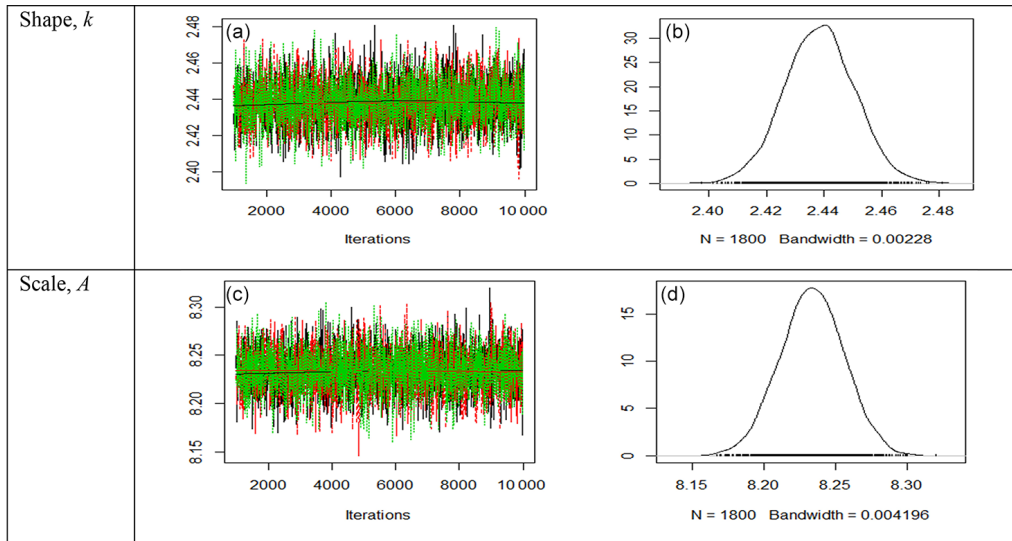 Shape, k
(a)
2.40 2.42 2.44 2.46 2.48
2000 4000 6000 8000 10 000
Iterations
(b)
0 5 10 15 20 25 30
2.40 2.42 2.44 2.46 2.48
N = 1800 Bandwidth = 0.00228
Scale, A
(c)
8.15 8.20 8.25 8.30
2000 4000 6000 8000 10 000
Iterations
(d)
0 5 10 15
8.15 8.20 8.25 8.30
N = 1800 Bandwidth = 0.004196